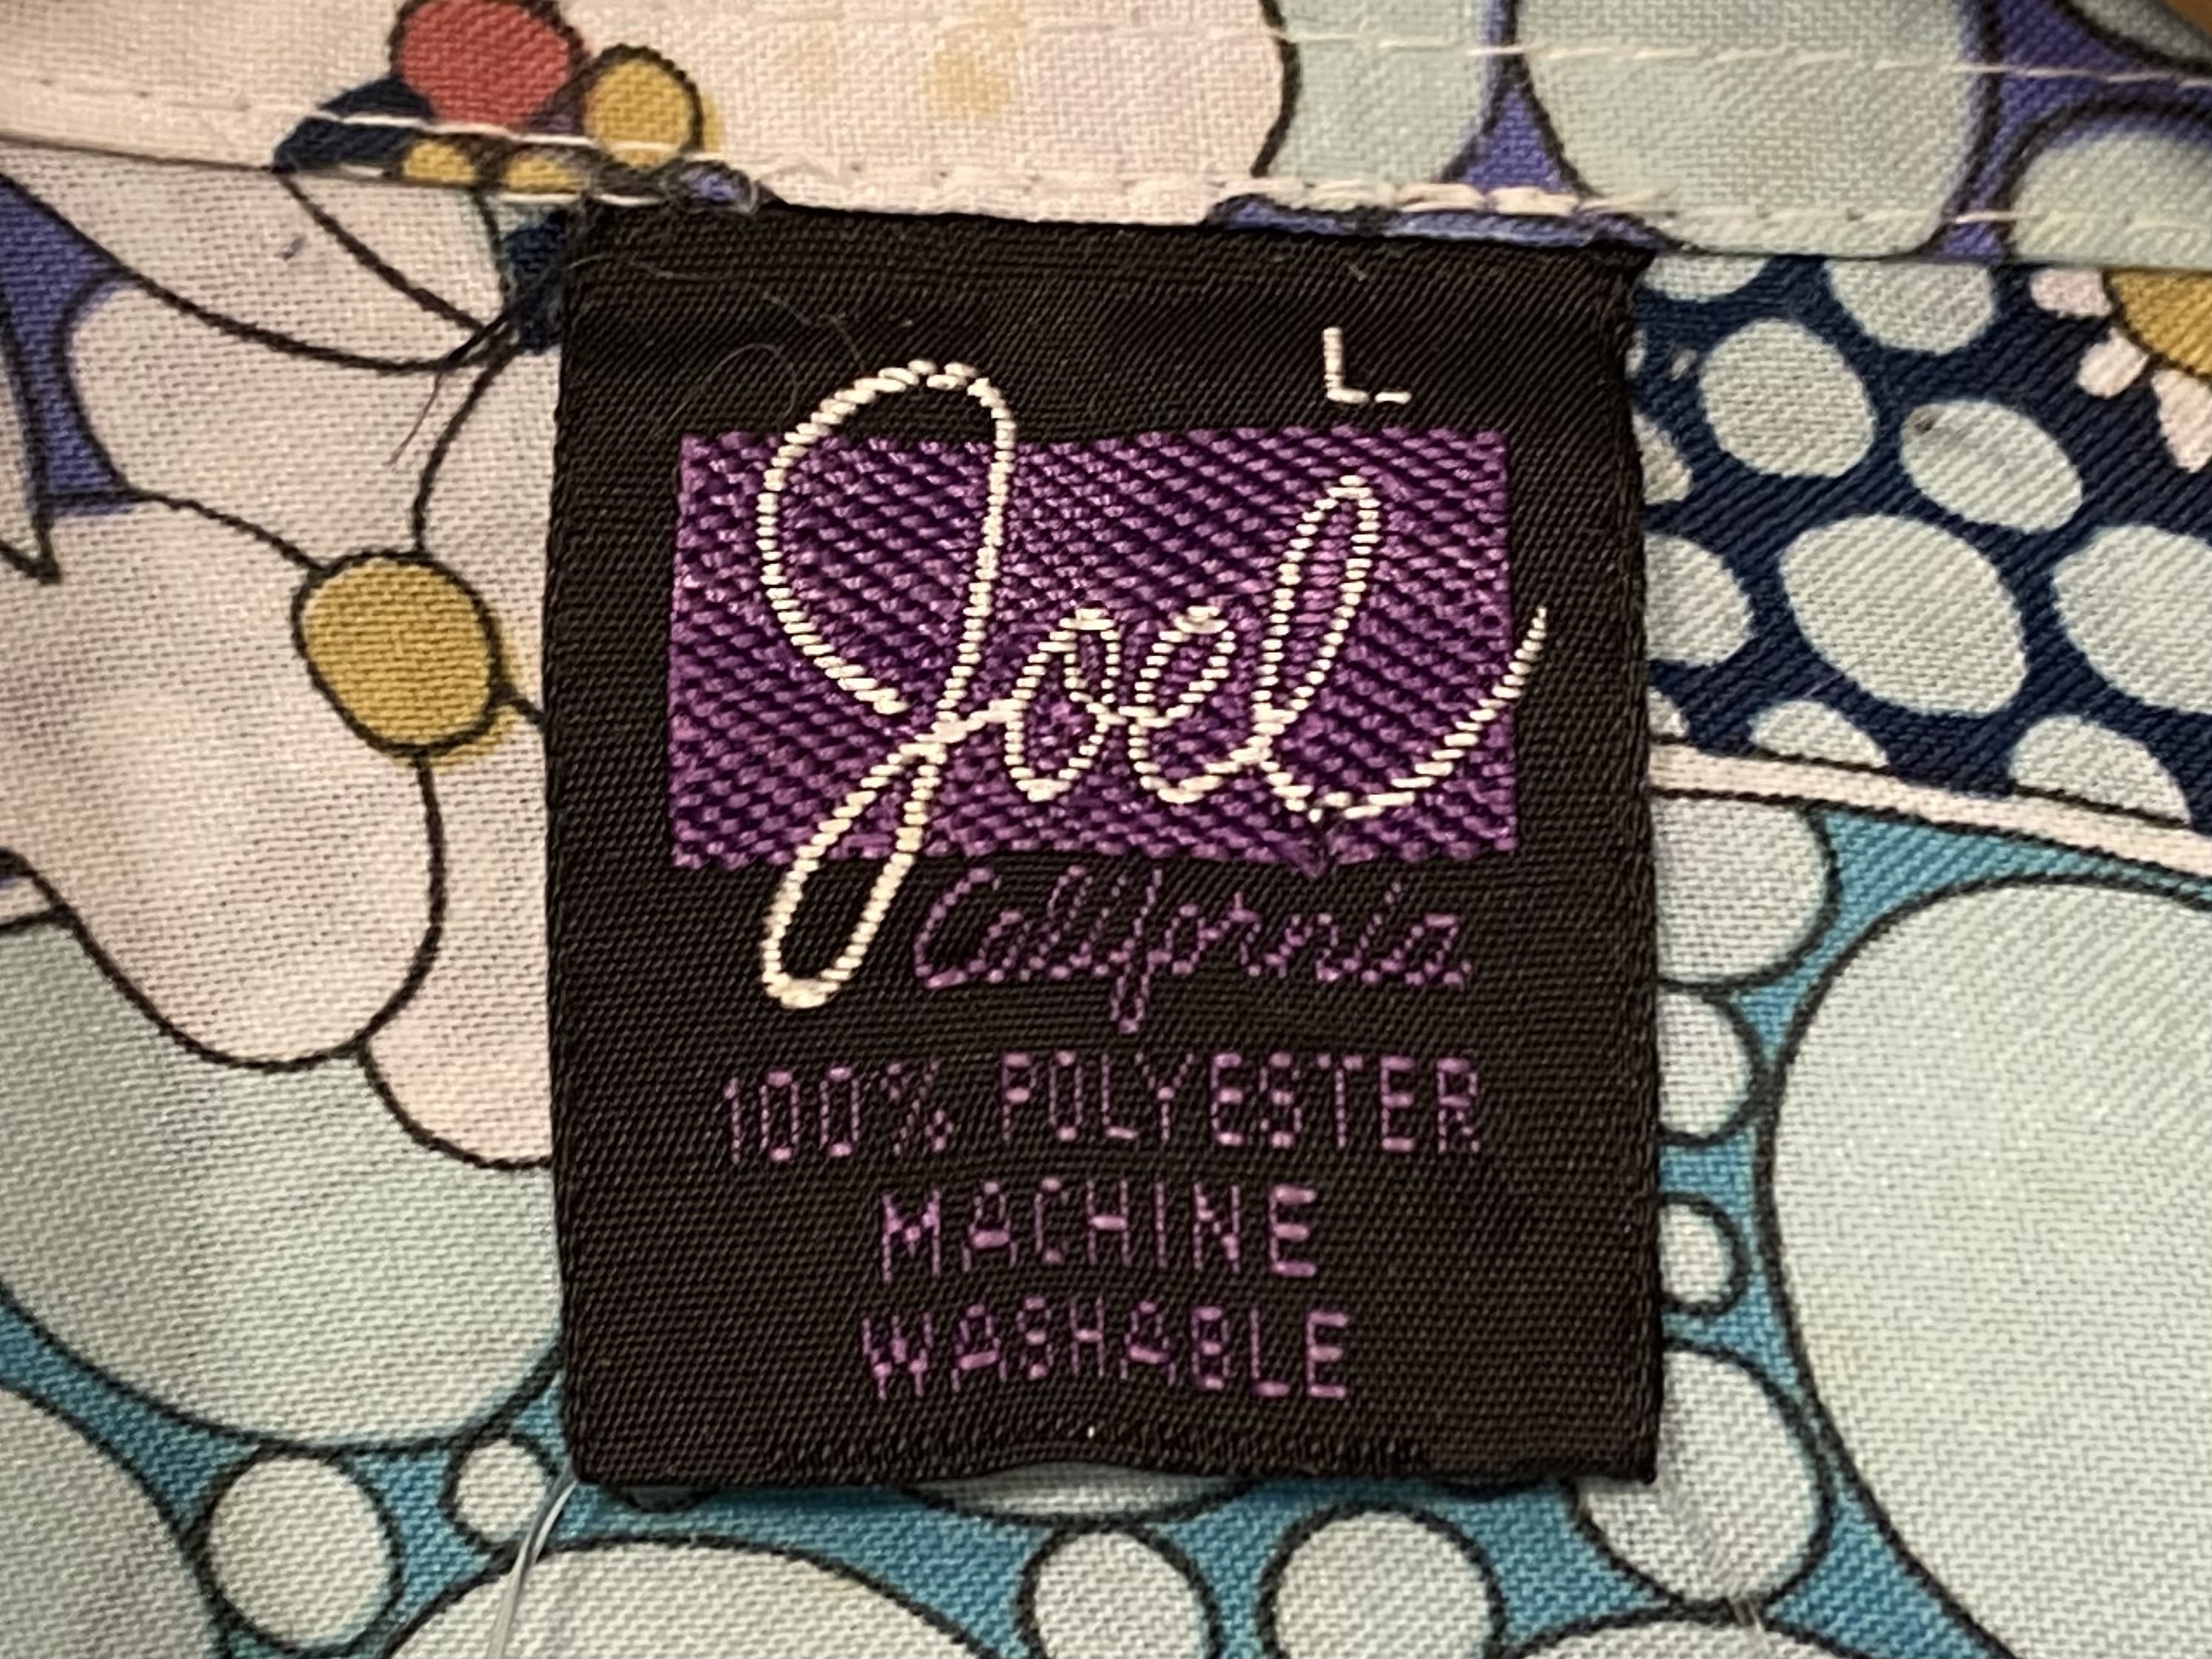 L
Joel
California
100% POLYESTER
MACHINE
WASHABLE